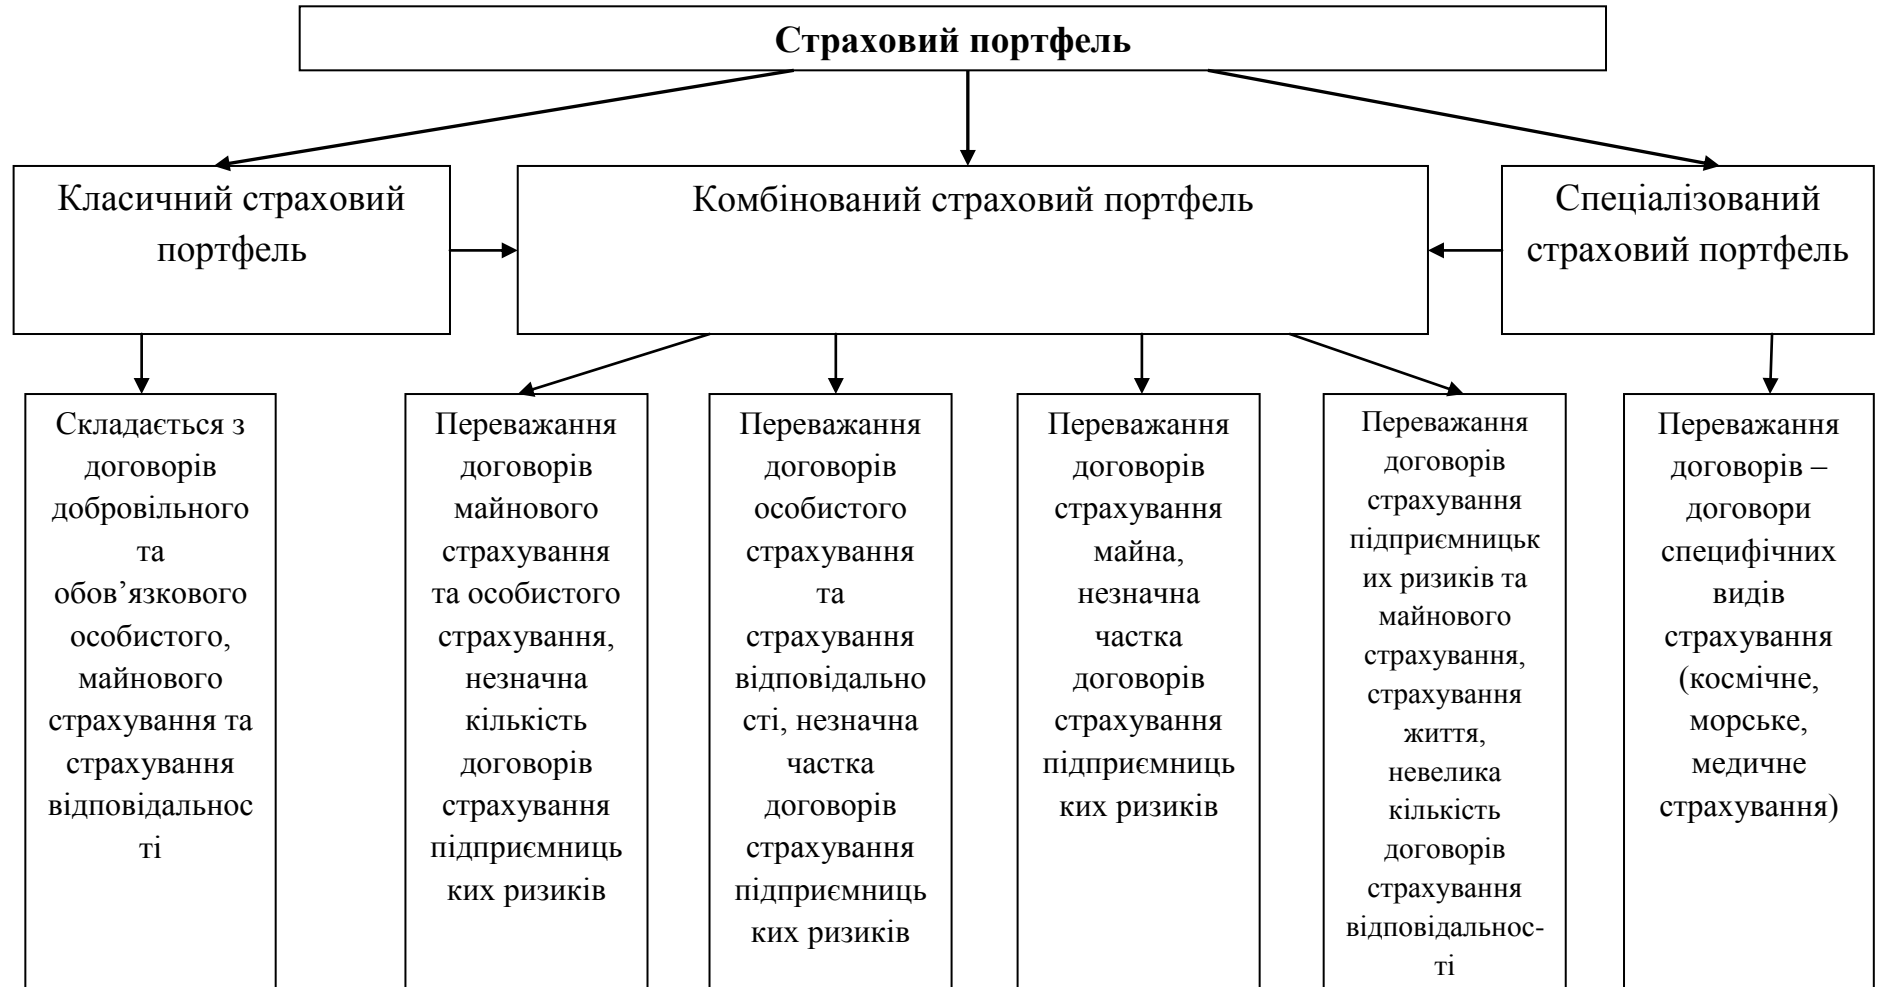 Страховий портфель
Класичний страховий
портфель
Комбінований страховий портфель
Спеціалізований
страховий портфель
Складається з
договорів
добровільного
та
обов’язкового
особистого,
майнового
страхування та
страхування
відповідальнос
ті
Переважання
договорів
майнового
страхування
та особистого
страхування,
незначна
кількість
договорів
страхування
підприємниць
ких ризиків
Переважання
договорів
особистого
страхування
та
страхування
відповідально
сті, незначна
частка
договорів
страхування
підприємниць
ких ризиків
Переважання
договорів
страхування
майна,
незначна
частка
договорів
страхування
підприємниць
ких ризиків
Переважання
договорів
страхування
підприємницьк
их ризиків та
майнового
страхування,
страхування
життя,
невелика
кількість
договорів
страхування
відповідальнос-
ті
Переважання
договорів –
договори
специфічних
видів
страхування
(космічне,
морське,
медичне
страхування)